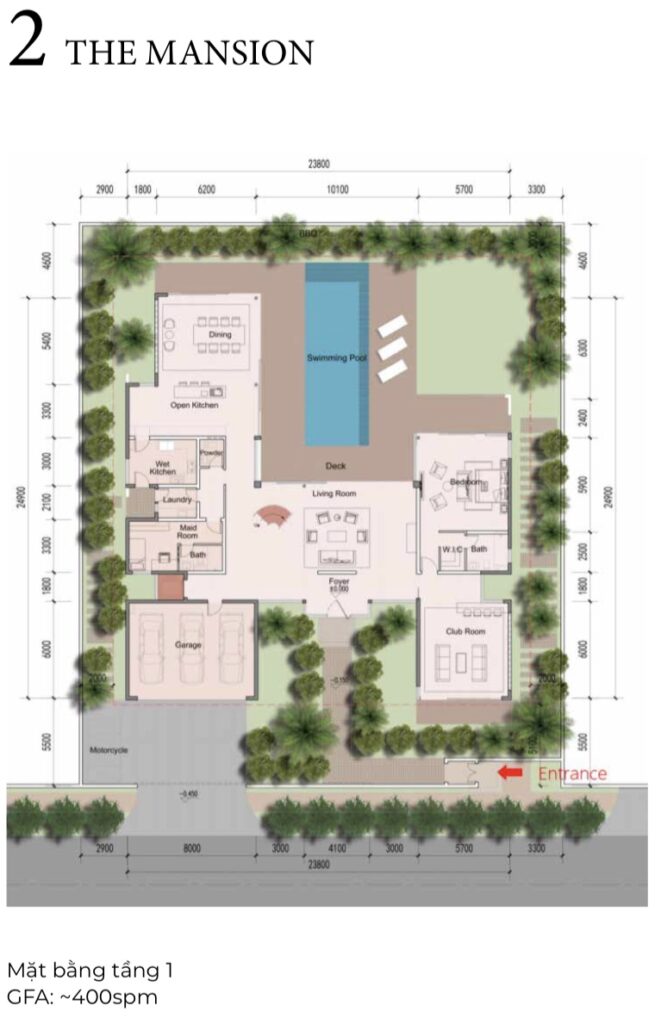 2 THE MANSION
23800
2900 1800 6200 10100 5700 3300
BBQ
4600 4600
5400 Dining 6300
Swimming Pool
3300 Open Kitchen 2400
3000 Wet Kitchen Powder Deck Bedroom 5900
24900 2100 Laundry Living Room 24900
3300 Maid Room Bath W.I.C Bath 2500
1800 Foyer ±0.000 1800
6000 Garage Club Room 6000
2000 -0.150 2000
5500 Motorcycle 5500
Entrance
-0.450
2900 8000 3000 4100 3000 5700 3300
23800
Mặt bằng tầng 1
GFA: ~400spm